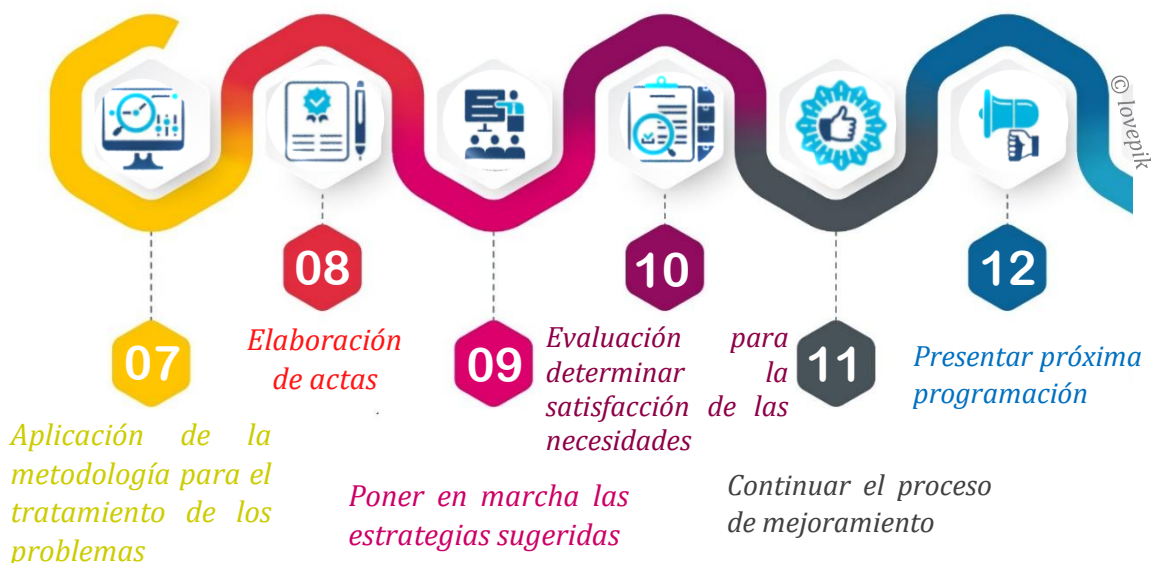 07
Aplicación de la
metodología para el
tratamiento de los
problemas
08
Elaboración
de actas
09
Poner en marcha las
estrategias sugeridas
10
Evaluación para
determinar la
satisfacción de las
necesidades
11
Continuar el proceso
de mejoramiento
12
Presentar próxima
programación
© lovepik